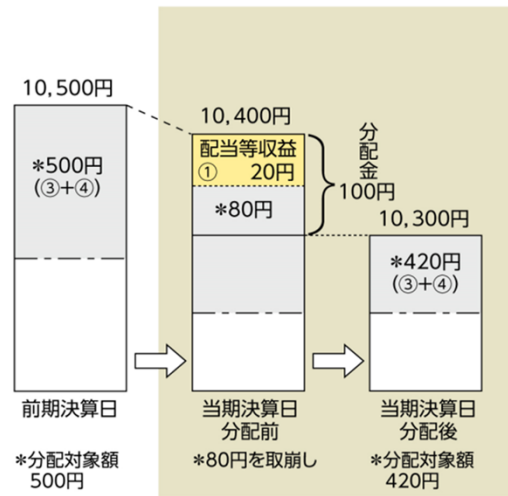 10,500円
*500円
(③+④)
前期決算日
*分配対象額
500円
10,400円
配当等収益
① 20円
*80円
分配金
100円
当期決算日
分配前
*80円を取崩し
10,300円
*420円
(③+④)
当期決算日
分配後
*分配対象額
420円